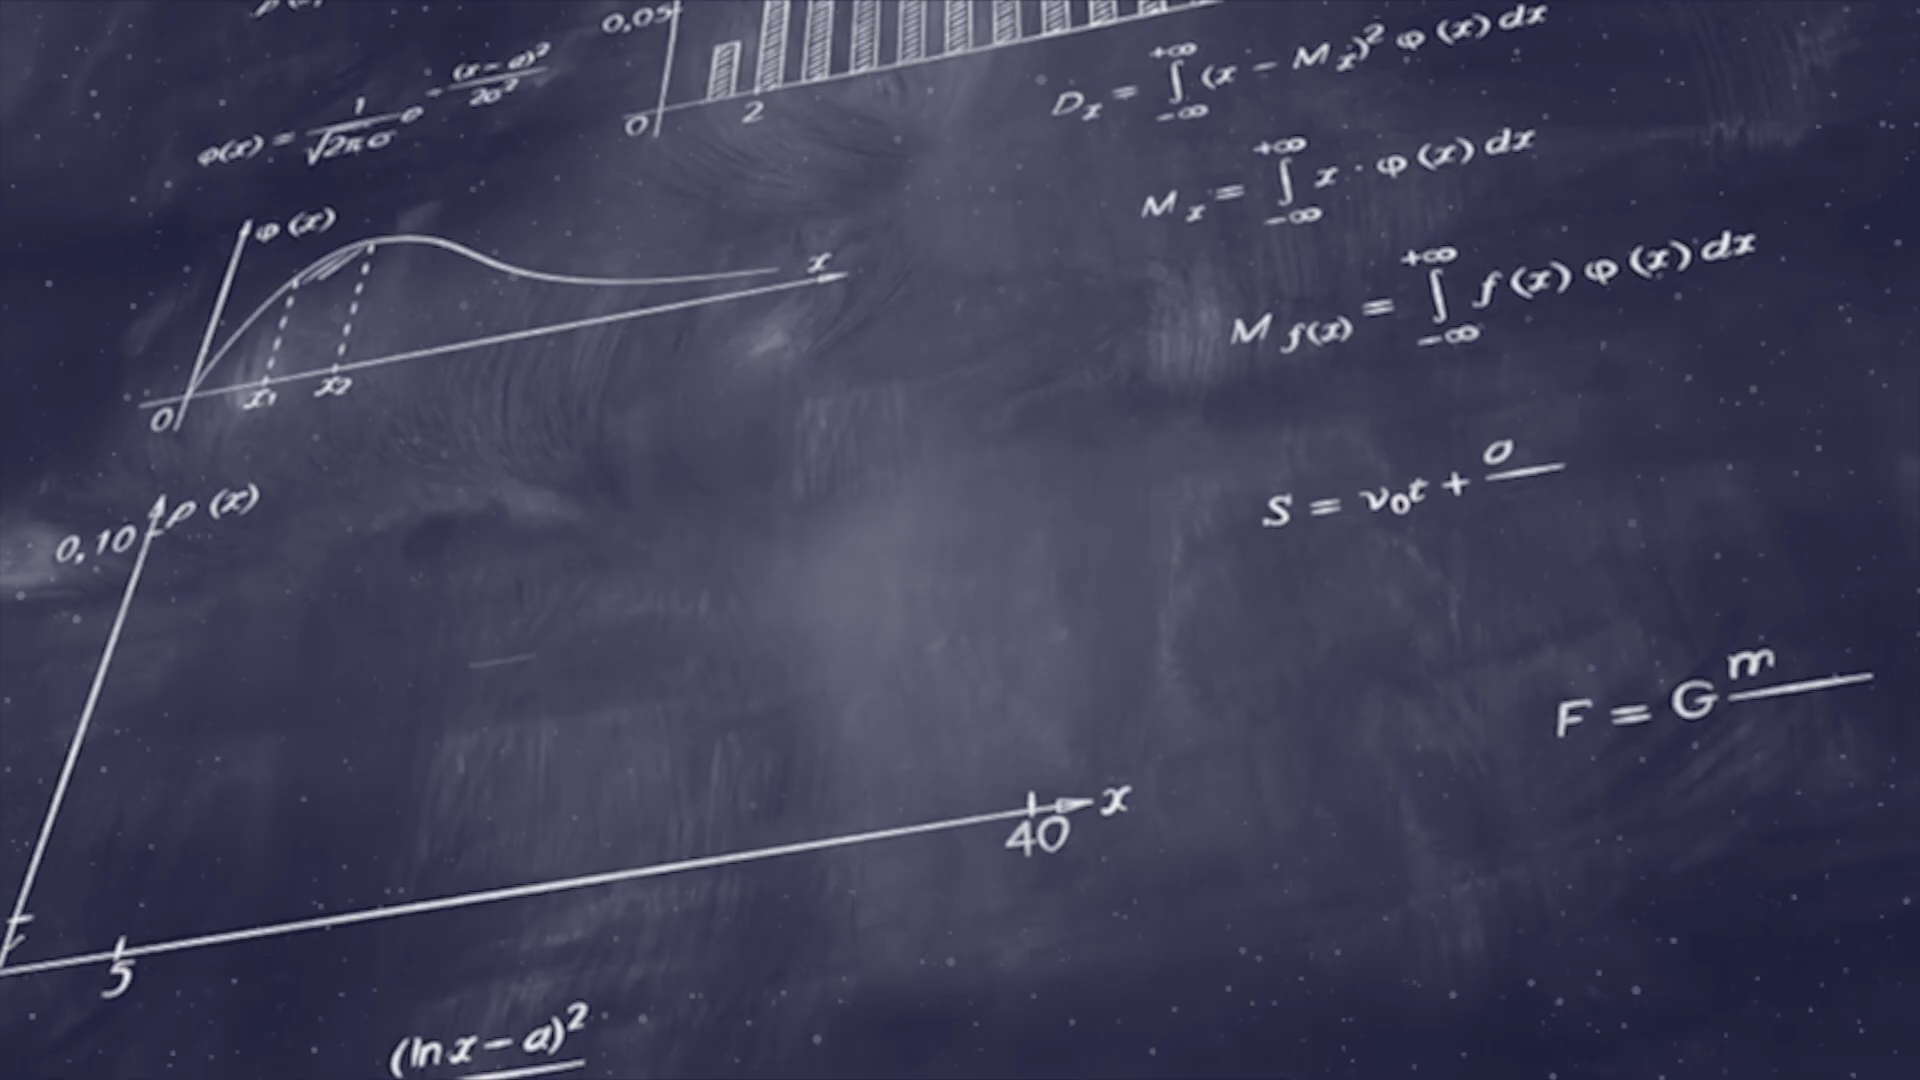 0,05
φ(x) = 1/√2πσ e - (x-a)²/2σ²
0
2
D_x = ∫_{-∞}^{+∞} (x - M_x)² φ (x) dx
M_x = ∫_{-∞}^{+∞} x · φ (x) dx
φ (x)
x
M_{f(x)} = ∫_{-∞}^{+∞} f (x) φ (x) dx
0
x₁
x₂
S = v₀t + a/
ρ (x)
0,10
F = G m/
x
40
5
(ln x - a)²